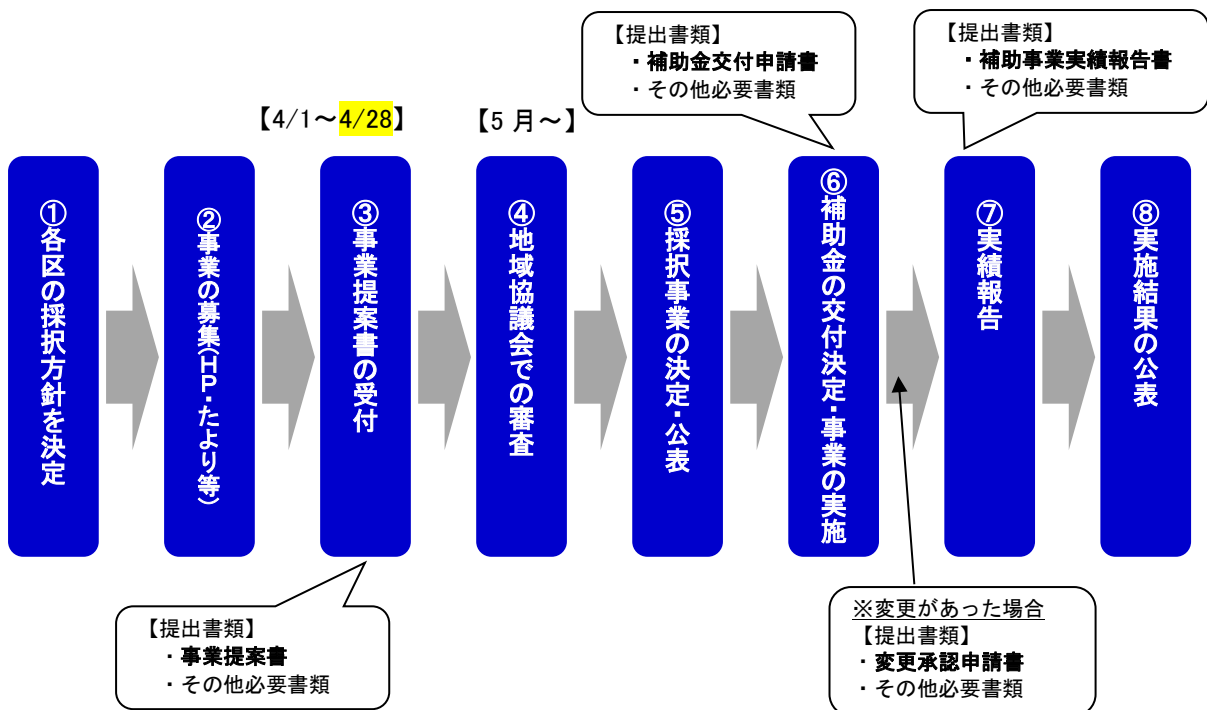 【提出書類】
・補助金交付申請書
・その他必要書類
【提出書類】
・補助事業実績報告書
・その他必要書類
【4/1～4/28】
【5 月～】
①各区の採択方針を決定
②事業の募集(HP・たより等)
③事業提案書の受付
④地域協議会での審査
⑤採択事業の決定・公表
⑥補助金の交付決定・事業の実施
⑦実績報告
⑧実施結果の公表
【提出書類】
・事業提案書
・その他必要書類
※変更があった場合
【提出書類】
・変更承認申請書
・その他必要書類